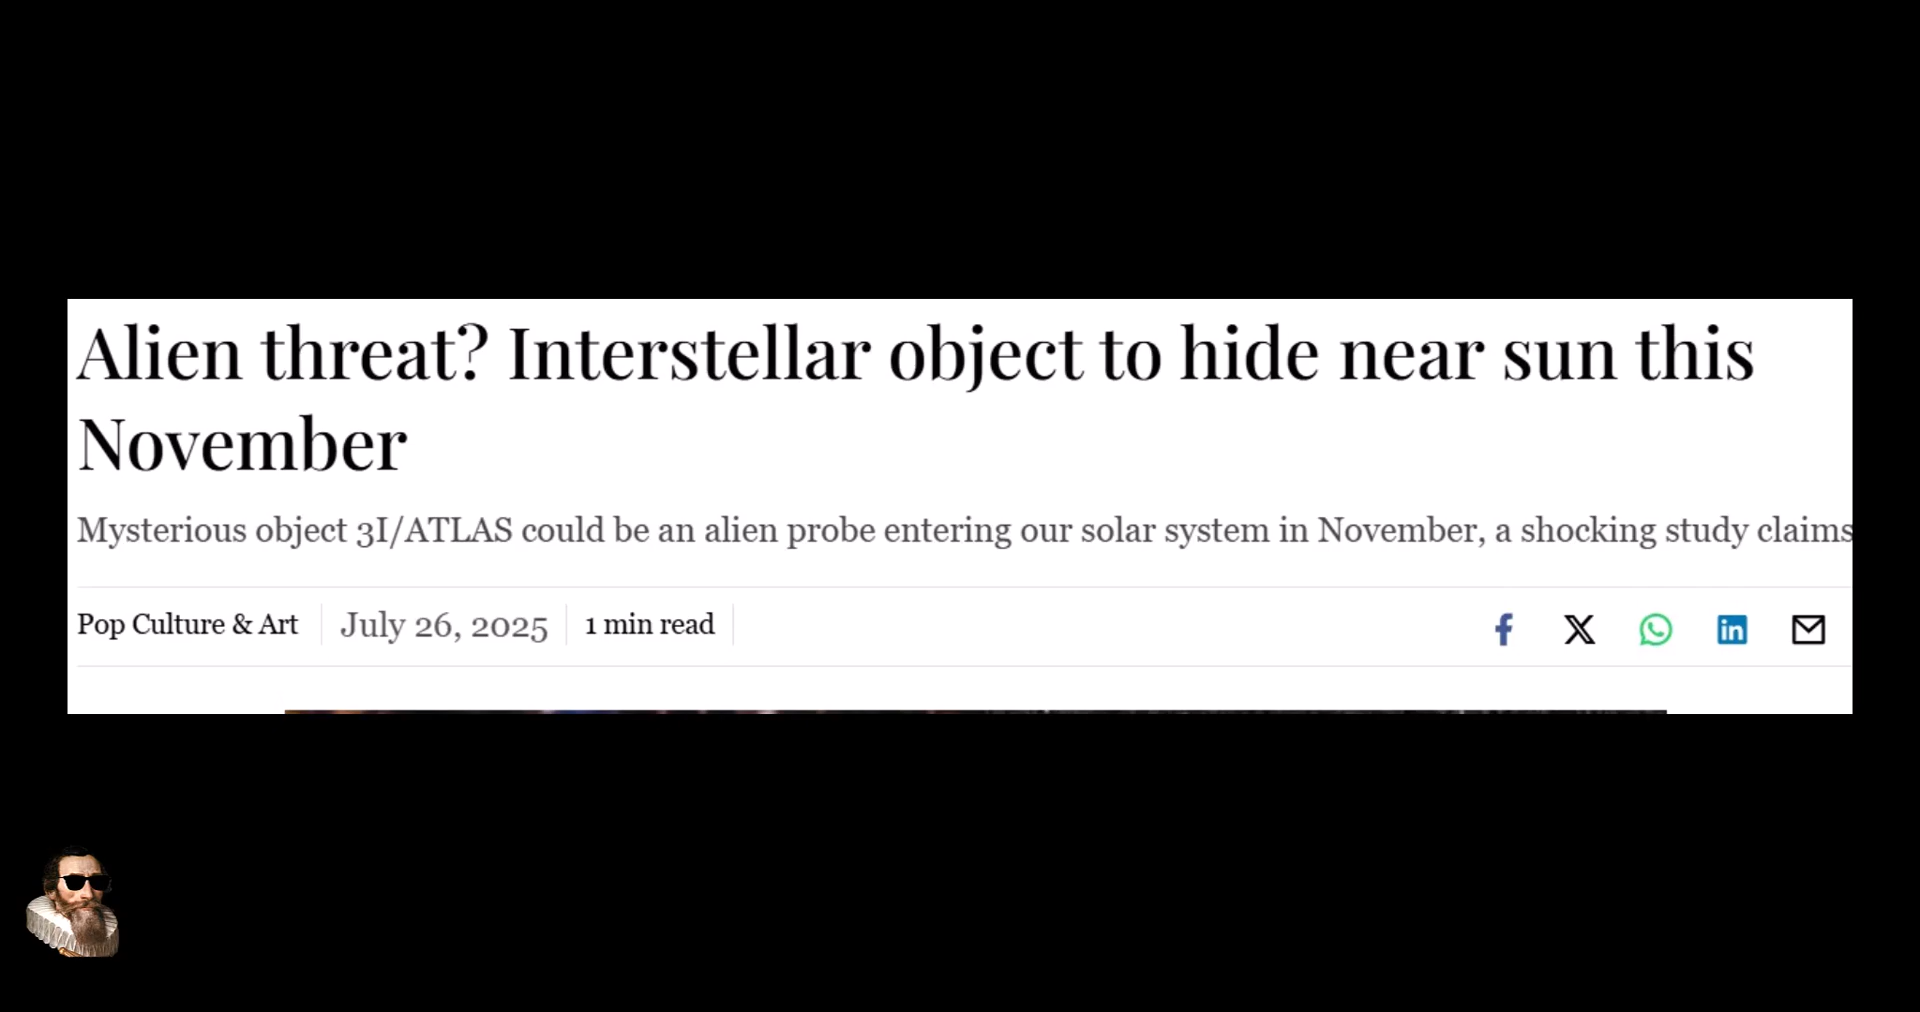 Alien threat? Interstellar object to hide near sun this
November
Mysterious object 3I/ATLAS could be an alien probe entering our solar system in November, a shocking study claims
Pop Culture & Art July 26, 2025 1 min read